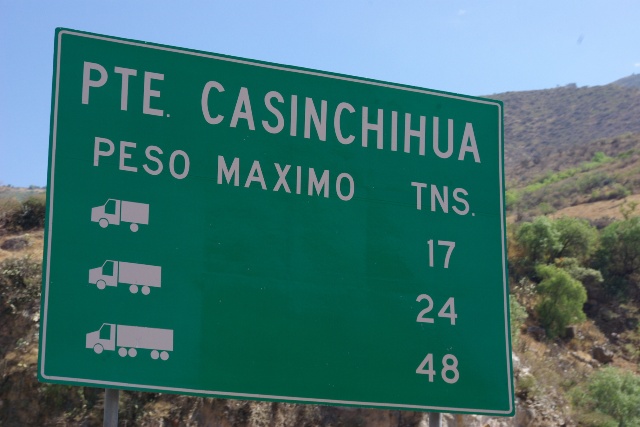 PTE. CASINCHIHUA
PESO MAXIMO TNS.
17
24
48